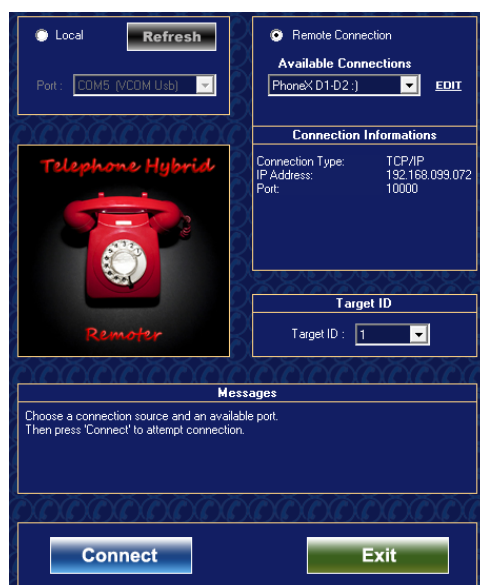 Local
Refresh
Port :
COM5 (VCOM Usb)
Remote Connection
Available Connections
PhoneX D1-D2 :)
EDIT
Connection Informations
Connection Type: TCP/IP
IP Address: 192.168.099.072
Port: 10000
Telephone Hybrid
Remoter
Target ID
Target ID : 1
Messages
Choose a connection source and an available port.
Then press 'Connect' to attempt connection.
Connect
Exit